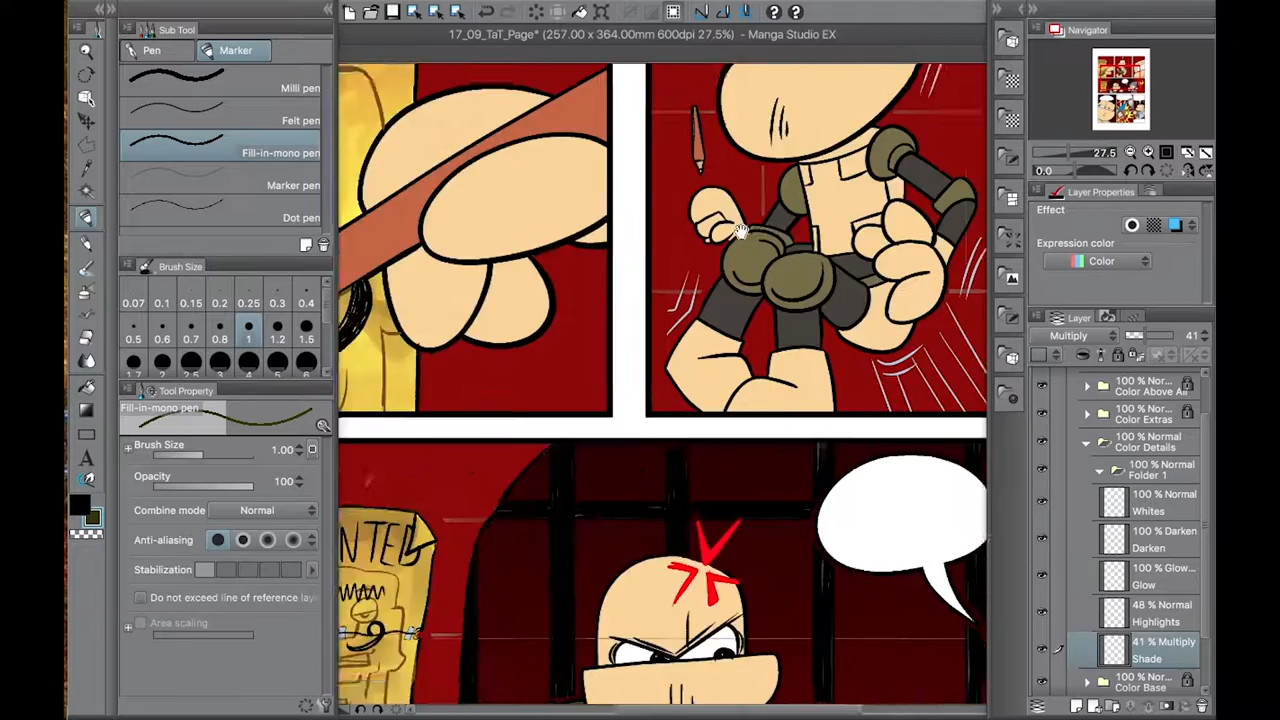 17_09_TaT_Page* (257.00 x 364.00mm 600dpi 27.5%) - Manga Studio EX
Sub Tool
Pen
Marker
Milli pen
Felt pen
Fill-in-mono pen
Marker pen
Dot pen
Brush Size
0.07 0.1 0.15 0.2 0.25 0.3 0.4
0.5 0.6 0.7 0.8 1 1.2 1.5
Tool Property
Fill-in-mono pen
Brush Size 1.00
Opacity 100
Combine mode Normal
Anti-aliasing
Stabilization
Do not exceed line of reference
Area scaling
NTED
Navigator
27.5
0.0
Layer Properties
Effect
Expression color
Color
Layer
Multiply 41
100 % Nor...
Color Above All
100 % Nor...
Color Extras
100 % Normal
Color Details
100 % Normal
Folder 1
100 % Normal
Whites
100 % Darken
Darken
100 % Glow...
Glow
48 % Normal
Highlights
41 % Multiply
Shade
100 % Nor...
Color Base